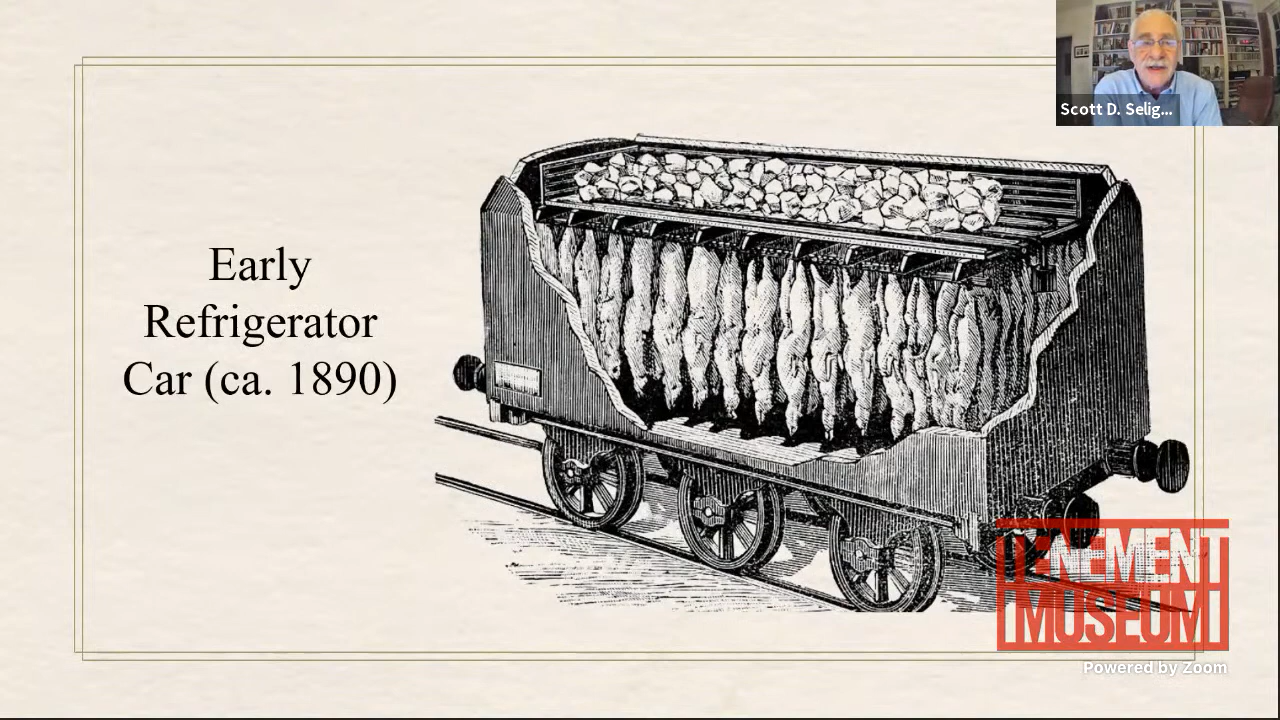 Scott D. Selig...
Early
Refrigerator
Car (ca. 1890)
TENEMENT
MUSEUM
Powered by Zoom